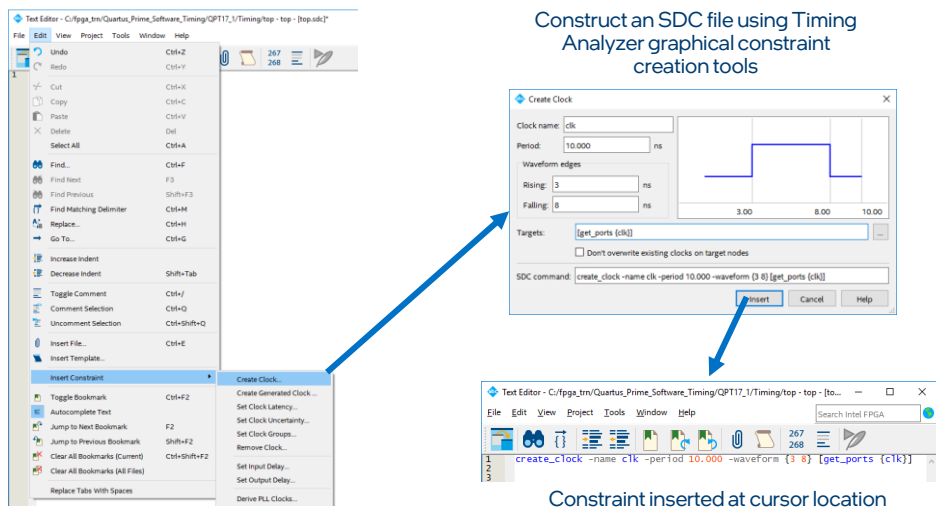 Text Editor - C:/fpga_trn/Quartus_Prime_Software_Timing/QPT17_1/Timing/top - top - [top.sdc]*
File Edit View Project Tools Window Help
267
268
1
Undo Ctrl+Z
Redo Ctrl+Y
Cut Ctrl+X
Copy Ctrl+C
Paste Ctrl+V
Delete Del
Select All Ctrl+A
Find... Ctrl+F
Find Next F3
Find Previous Shift+F3
Find Matching Delimiter Ctrl+M
Replace... Ctrl+H
Go To... Ctrl+G
Increase Indent
Decrease Indent Shift+Tab
Toggle Comment Ctrl+/
Comment Selection Ctrl+Q
Uncomment Selection Ctrl+Shift+Q
Insert File... Ctrl+E
Insert Template...
Insert Constraint
Toggle Bookmark Ctrl+F2
Autocomplete Text
Jump to Next Bookmark F2
Jump to Previous Bookmark Shift+F2
Clear All Bookmarks (Current) Ctrl+Shift+F2
Clear All Bookmarks (All Files)
Replace Tabs With Spaces
Create Clock...
Create Generated Clock ...
Set Clock Latency...
Set Clock Uncertainty...
Set Clock Groups...
Remove Clock...
Set Input Delay...
Set Output Delay...
Derive PLL Clocks...
Construct an SDC file using Timing
Analyzer graphical constraint
creation tools
Create Clock
Clock name: clk
Period: 10.000 ns
Waveform edges
Rising: 3 ns
Falling: 8 ns
3.00 8.00 10.00
Targets: [get_ports {clk}] ...
Don't overwrite existing clocks on target nodes
SDC command: create_clock -name clk -period 10.000 -waveform {3 8} [get_ports {clk}]
Insert Cancel Help
Text Editor - C:/fpga_trn/Quartus_Prime_Software_Timing/QPT17_1/Timing/top - top - [to...
File Edit View Project Tools Window Help
Search Intel FPGA
267
268
1 create_clock -name clk -period 10.000 -waveform {3 8} [get_ports {clk}]
2
3
Constraint inserted at cursor location